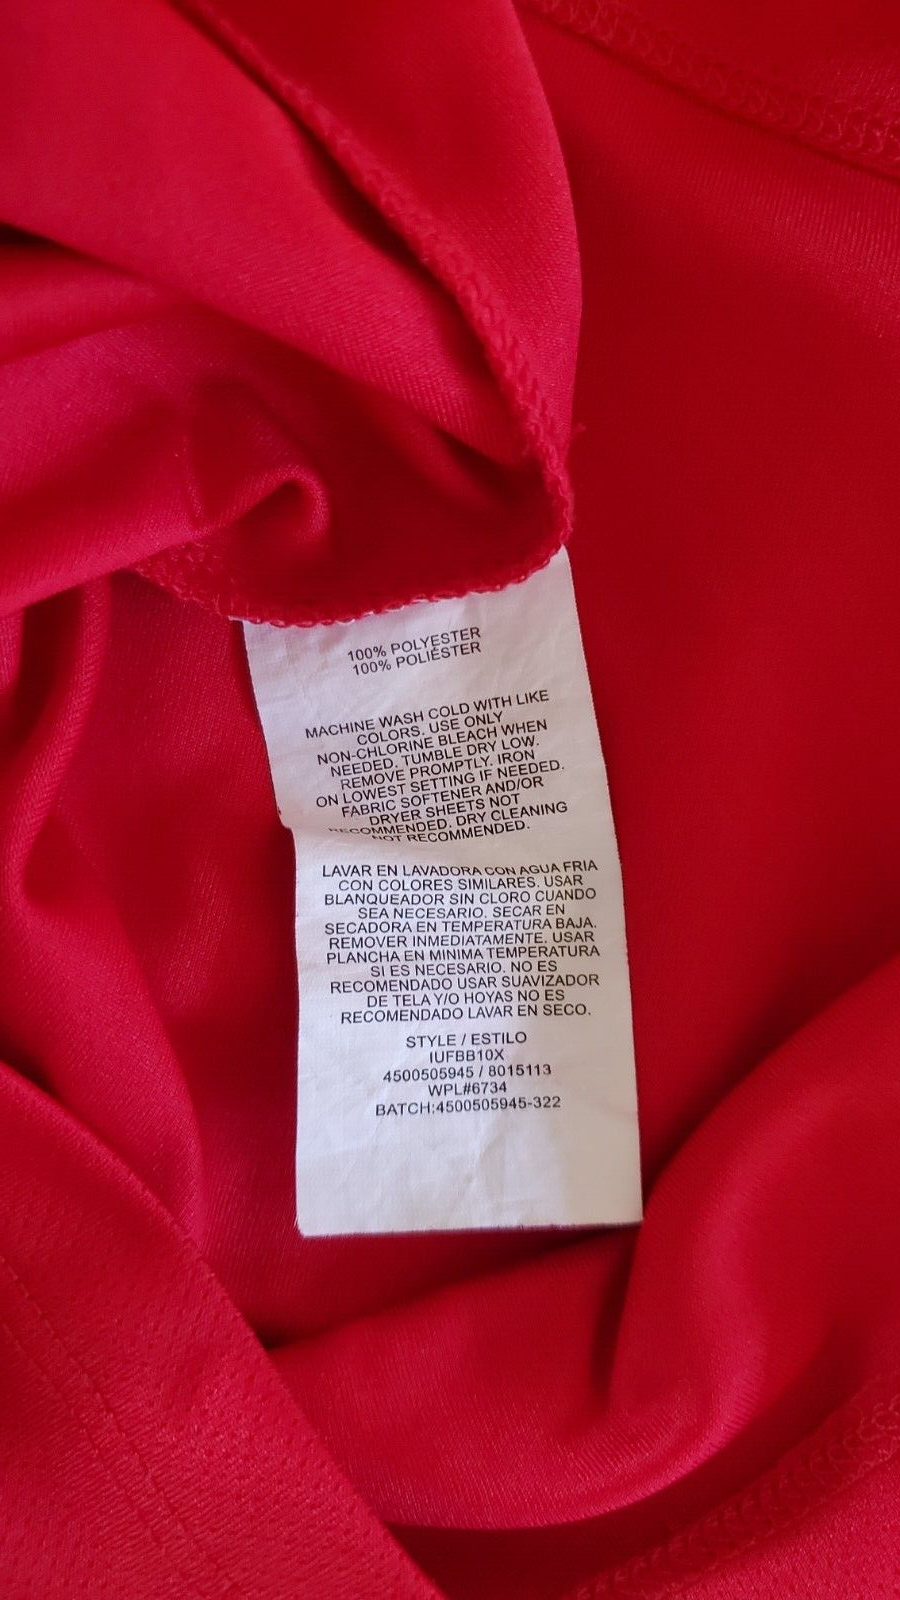 100% POLYESTER
100% POLIÉSTER
MACHINE WASH COLD WITH LIKE
COLORS. USE ONLY
NON-CHLORINE BLEACH WHEN
NEEDED. TUMBLE DRY LOW.
REMOVE PROMPTLY. IRON
ON LOWEST SETTING IF NEEDED.
FABRIC SOFTENER AND/OR
DRYER SHEETS NOT
RECOMMENDED. DRY CLEANING
NOT RECOMMENDED.
LAVAR EN LAVADORA CON AGUA FRIA
CON COLORES SIMILARES. USAR
BLANQUEADOR SIN CLORO CUANDO
SEA NECESARIO. SECAR EN
SECADORA EN TEMPERATURA BAJA.
REMOVER INMEDIATAMENTE. USAR
PLANCHA EN MINIMA TEMPERATURA
SI ES NECESARIO. NO ES
RECOMENDADO USAR SUAVIZADOR
DE TELA Y/O HOYAS NO ES
RECOMENDADO LAVAR EN SECO.
STYLE / ESTILO
IUFBB10X
4500505945 / 8015113
WPL#6734
BATCH:4500505945-322